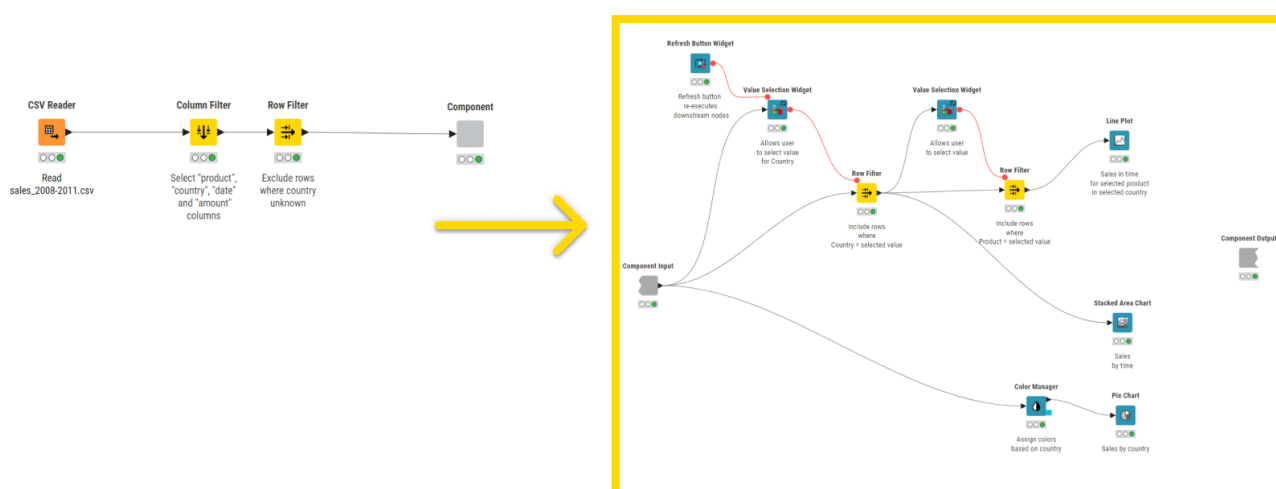 CSV Reader
Read
sales_2008-2011.csv
Column Filter
Select "product",
"country", "date"
and "amount"
columns
Row Filter
Exclude rows
where country
unknown
Component
Refresh Button Widget
Refresh button
re-executes
downstream nodes
Value Selection Widget
Allows user
to select value
for Country
Row Filter
Include rows
where
Country = selected value
Value Selection Widget
Allows user
to select value
Row Filter
Include rows
where
Product = selected value
Line Plot
Sales in time
for selected product
in selected country
Component Input
Component Output
Stacked Area Chart
Sales
by time
Color Manager
Assign colors
based on country
Pie Chart
Sales by country